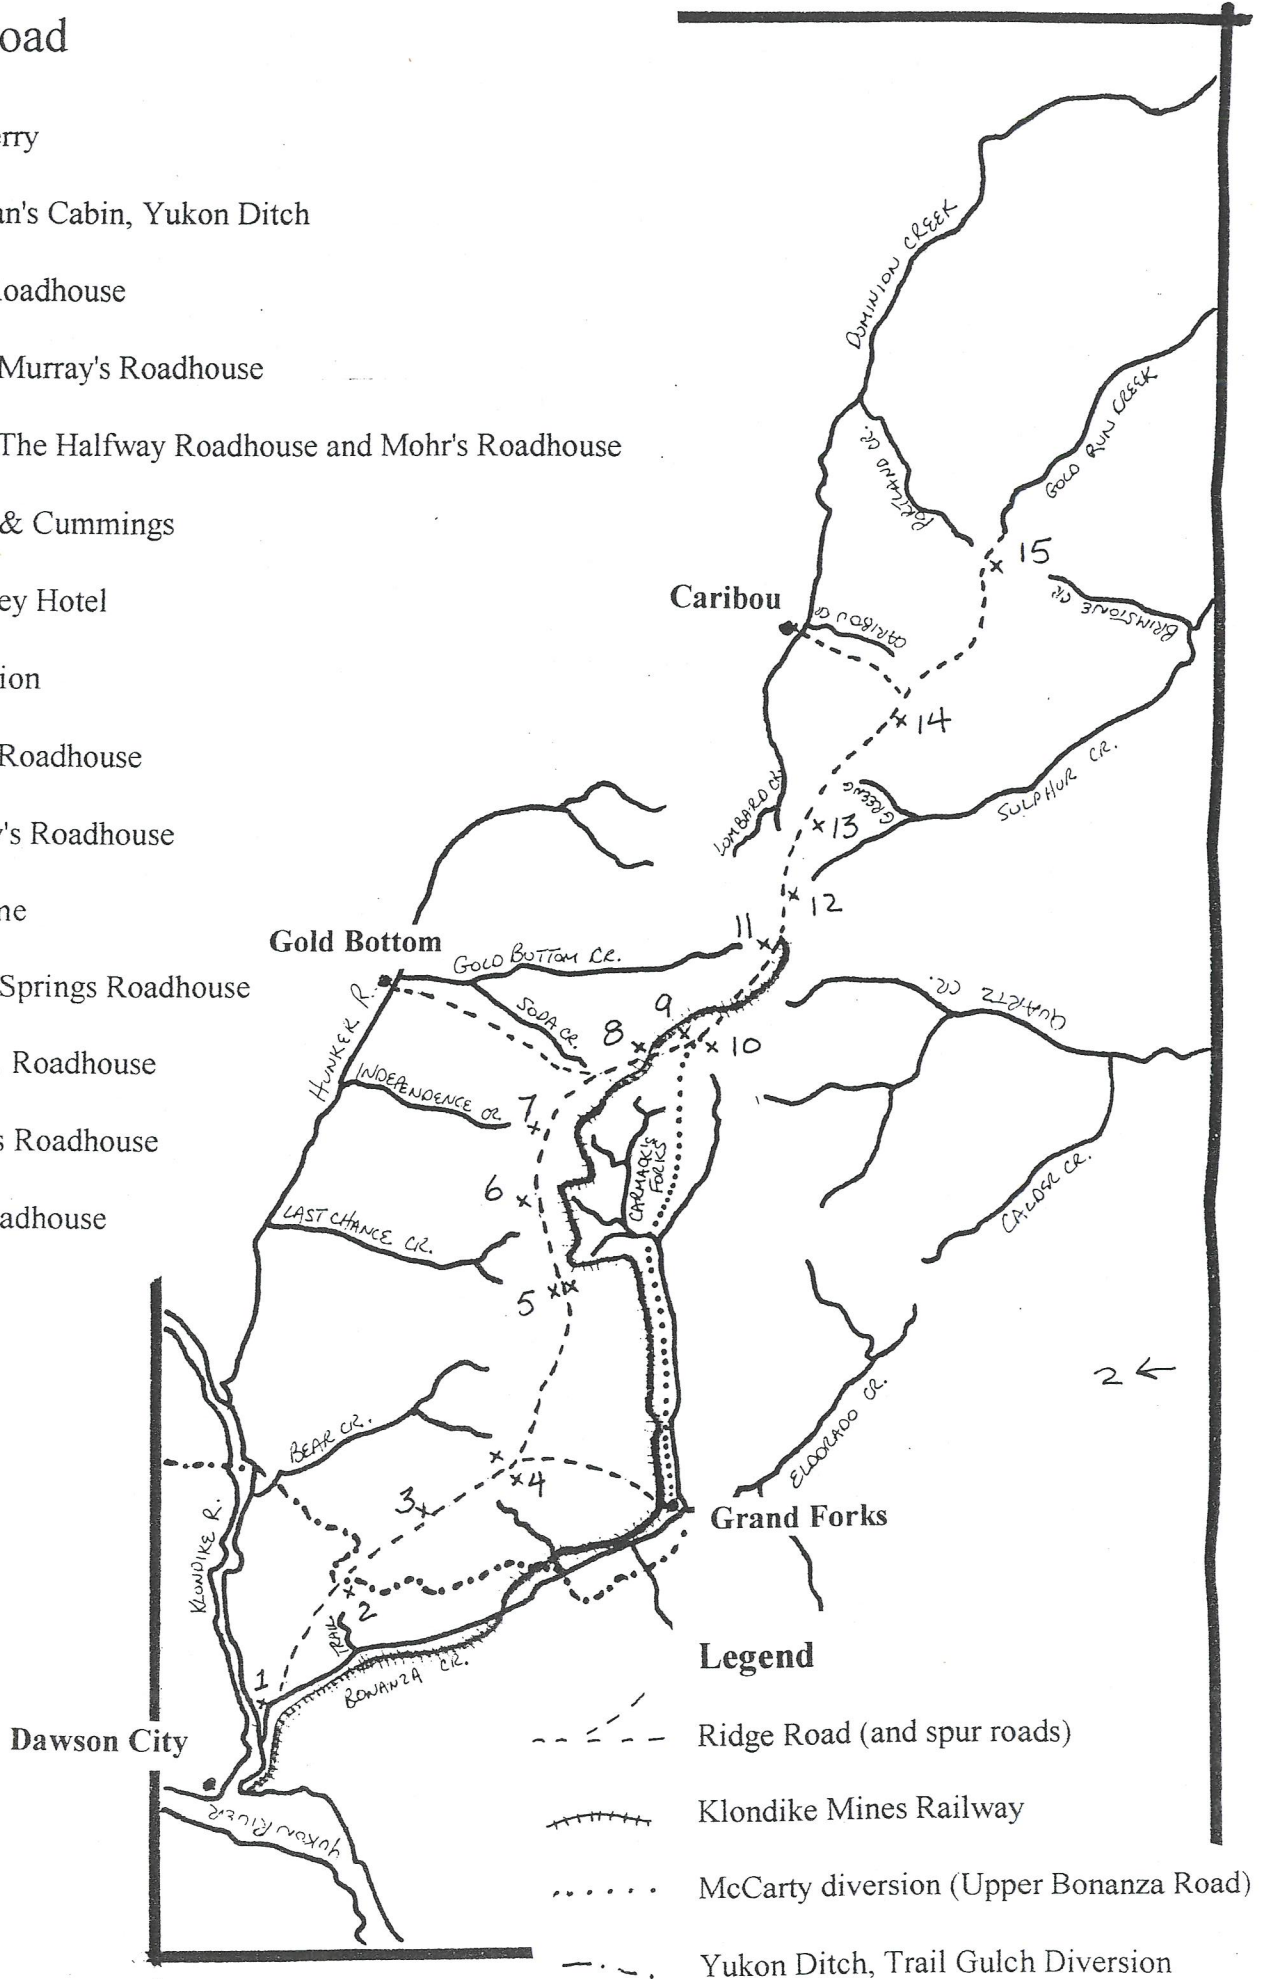 oad
erry
an's Cabin, Yukon Ditch
oadhouse
Murray's Roadhouse
The Halfway Roadhouse and Mohr's Roadhouse
& Cummings
ey Hotel
ion
Roadhouse
y's Roadhouse
ne
Springs Roadhouse
Roadhouse
s Roadhouse
adhouse
DOMINION CREEK
GOLD RUN CREEK
PORTLAND CR.
15
BRIMSTONE CR
Caribou
CARIBOU CR
14
SULPHUR CR.
GREENS
LOMBARD CR.
13
12
11
Gold Bottom
GOLD BOTTOM CR.
SODA CR.
QUARTZ CR.
9
8
10
HUNKER R.
INDEPENDENCE CR
7
CARMACK'S FORKS
6
CALDER CR.
LAST CHANCE CR.
5
2 ←
BEAR CR.
ELDORADO CR.
4
3
Grand Forks
KLONDIKE R.
2
TRAIL
1
BONANZA CR.
Dawson City
YUKON RIVER
Legend
Ridge Road (and spur roads)
Klondike Mines Railway
McCarty diversion (Upper Bonanza Road)
Yukon Ditch, Trail Gulch Diversion